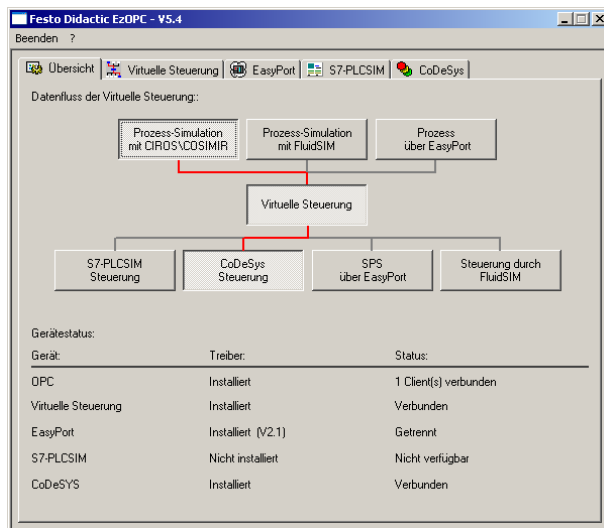 Festo Didactic EzOPC - V5.4
Beenden ?
Übersicht Virtuelle Steuerung EasyPort S7-PLCSIM CoDeSys
Datenfluss der Virtuelle Steuerung::
Prozess-Simulation
mit CIROS\COSIMIR
Prozess-Simulation
mit FluidSIM
Prozess
über EasyPort
Virtuelle Steuerung
S7-PLCSIM
Steuerung
CoDeSys
Steuerung
SPS
über EasyPort
Steuerung durch
FluidSIM
Gerätestatus:
Gerät: Treiber: Status:
OPC Installiert 1 Client(s) verbunden
Virtuelle Steuerung Installiert Verbunden
EasyPort Installiert (V2.1) Getrennt
S7-PLCSIM Nicht installiert Nicht verfügbar
CoDeSYS Installiert Verbunden